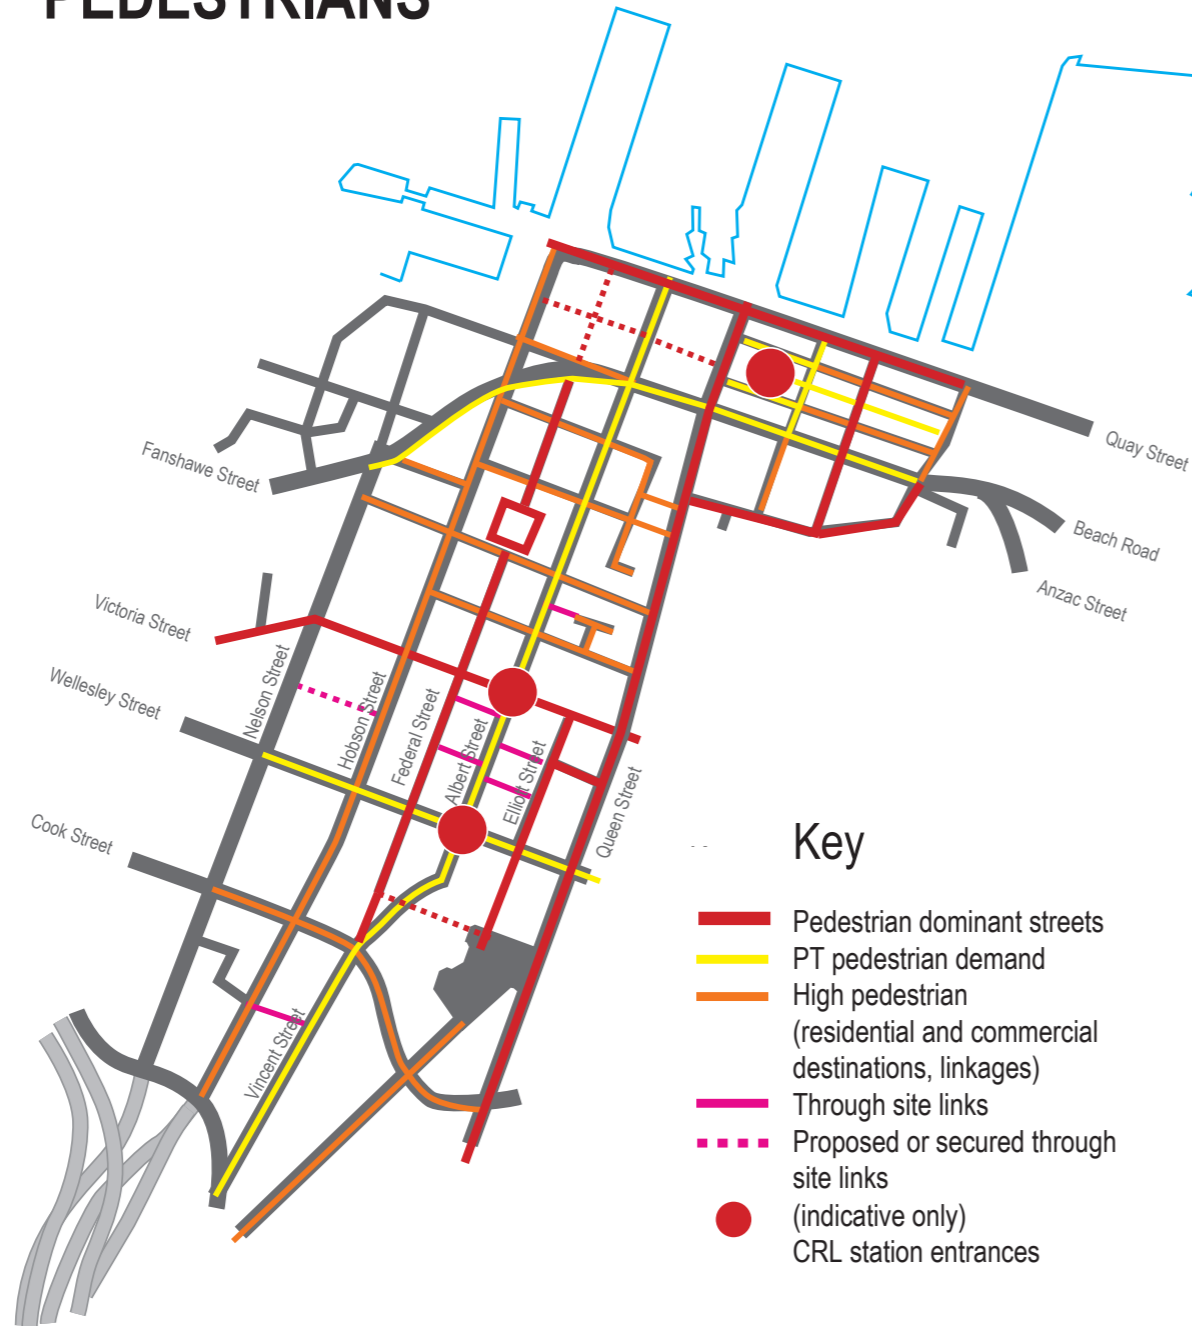 PEDESTRIANS
Quay Street
Fanshawe Street
Beach Road
Anzac Street
Victoria Street
Wellesley Street
Nelson Street
Hobson Street
Federal Street
Albert Street
Elliott Street
Queen Street
Cook Street
Vincent Street
Key
Pedestrian dominant streets
PT pedestrian demand
High pedestrian
(residential and commercial
destinations, linkages)
Through site links
Proposed or secured through
site links
(indicative only)
CRL station entrances